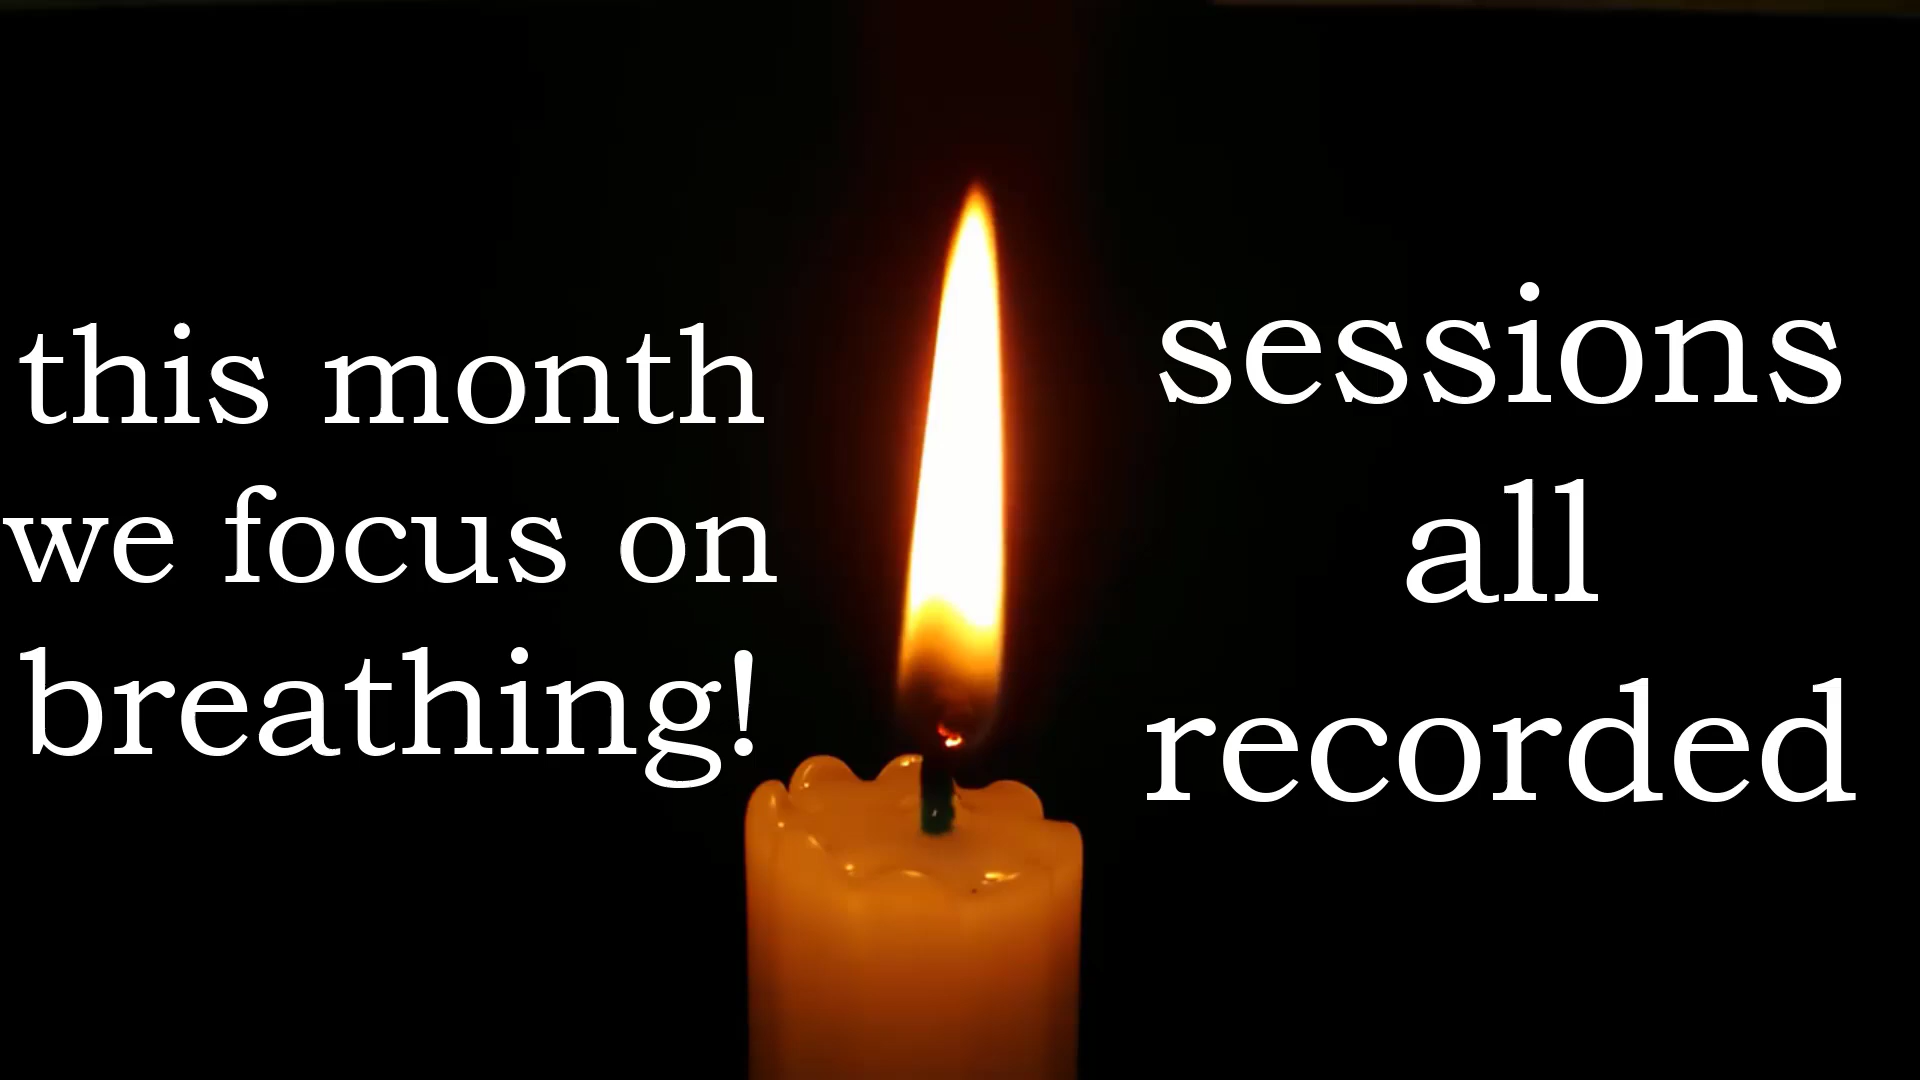 this month
we focus on
breathing!
sessions
all
recorded